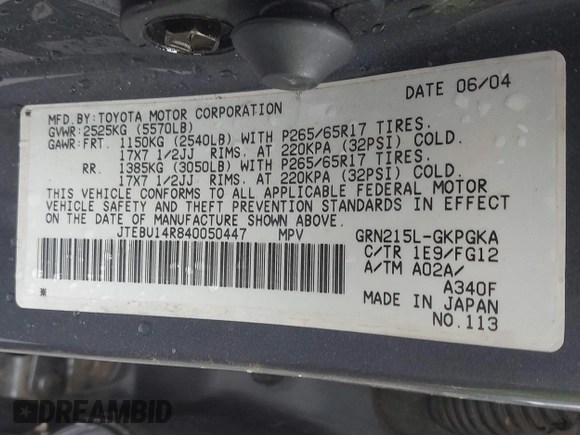 DATE 06/04
MFD.BY:TOYOTA MOTOR CORPORATION
GVWR:2525KG (5570LB)
GAWR:FRT. 1150KG (2540LB) WITH P265/65R17 TIRES.
17X7 1/2JJ RIMS. AT 220KPA (32PSI) COLD.
RR. 1385KG (3050LB) WITH P265/65R17 TIRES.
17X7 1/2JJ RIMS. AT 220KPA (32PSI) COLD.
THIS VEHICLE CONFORMS TO ALL APPLICABLE FEDERAL MOTOR
VEHICLE SAFETY AND THEFT PREVENTION STANDARDS IN EFFECT
ON THE DATE OF MANUFACTURE SHOWN ABOVE.
JTEBU14R840050447 MPV GRN215L-GKPGKA
C/TR 1E9/FG12
A/TM A02A/
A340F
MADE IN JAPAN
NO.113
DREAMBID